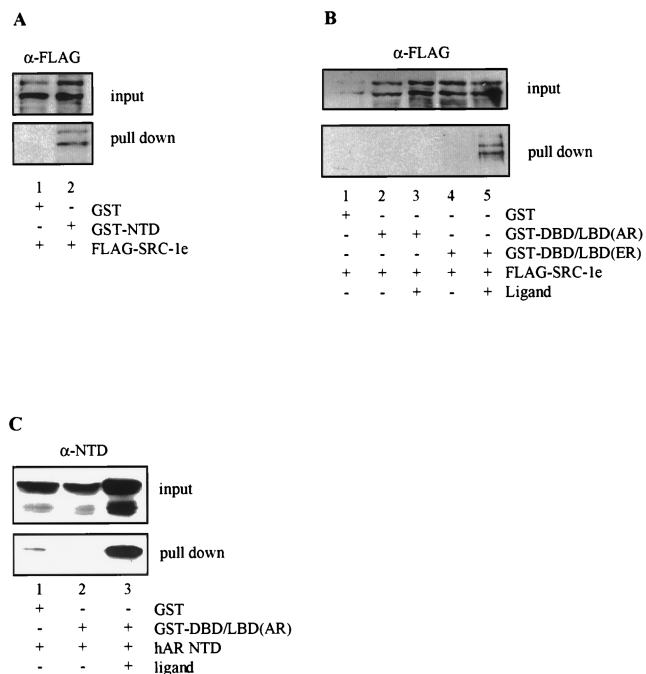 A
α-FLAG
input
pull down
1 2
+ - GST
- + GST-NTD
+ + FLAG-SRC-1e
B
α-FLAG
input
pull down
1 2 3 4 5
+ - - - - GST
- + + - - GST-DBD/LBD(AR)
- - - + + GST-DBD/LBD(ER)
+ + + + + FLAG-SRC-1e
- - + - + Ligand
C
α-NTD
input
pull down
1 2 3
+ - - GST
- + + GST-DBD/LBD(AR)
+ + + hAR NTD
- - + ligand